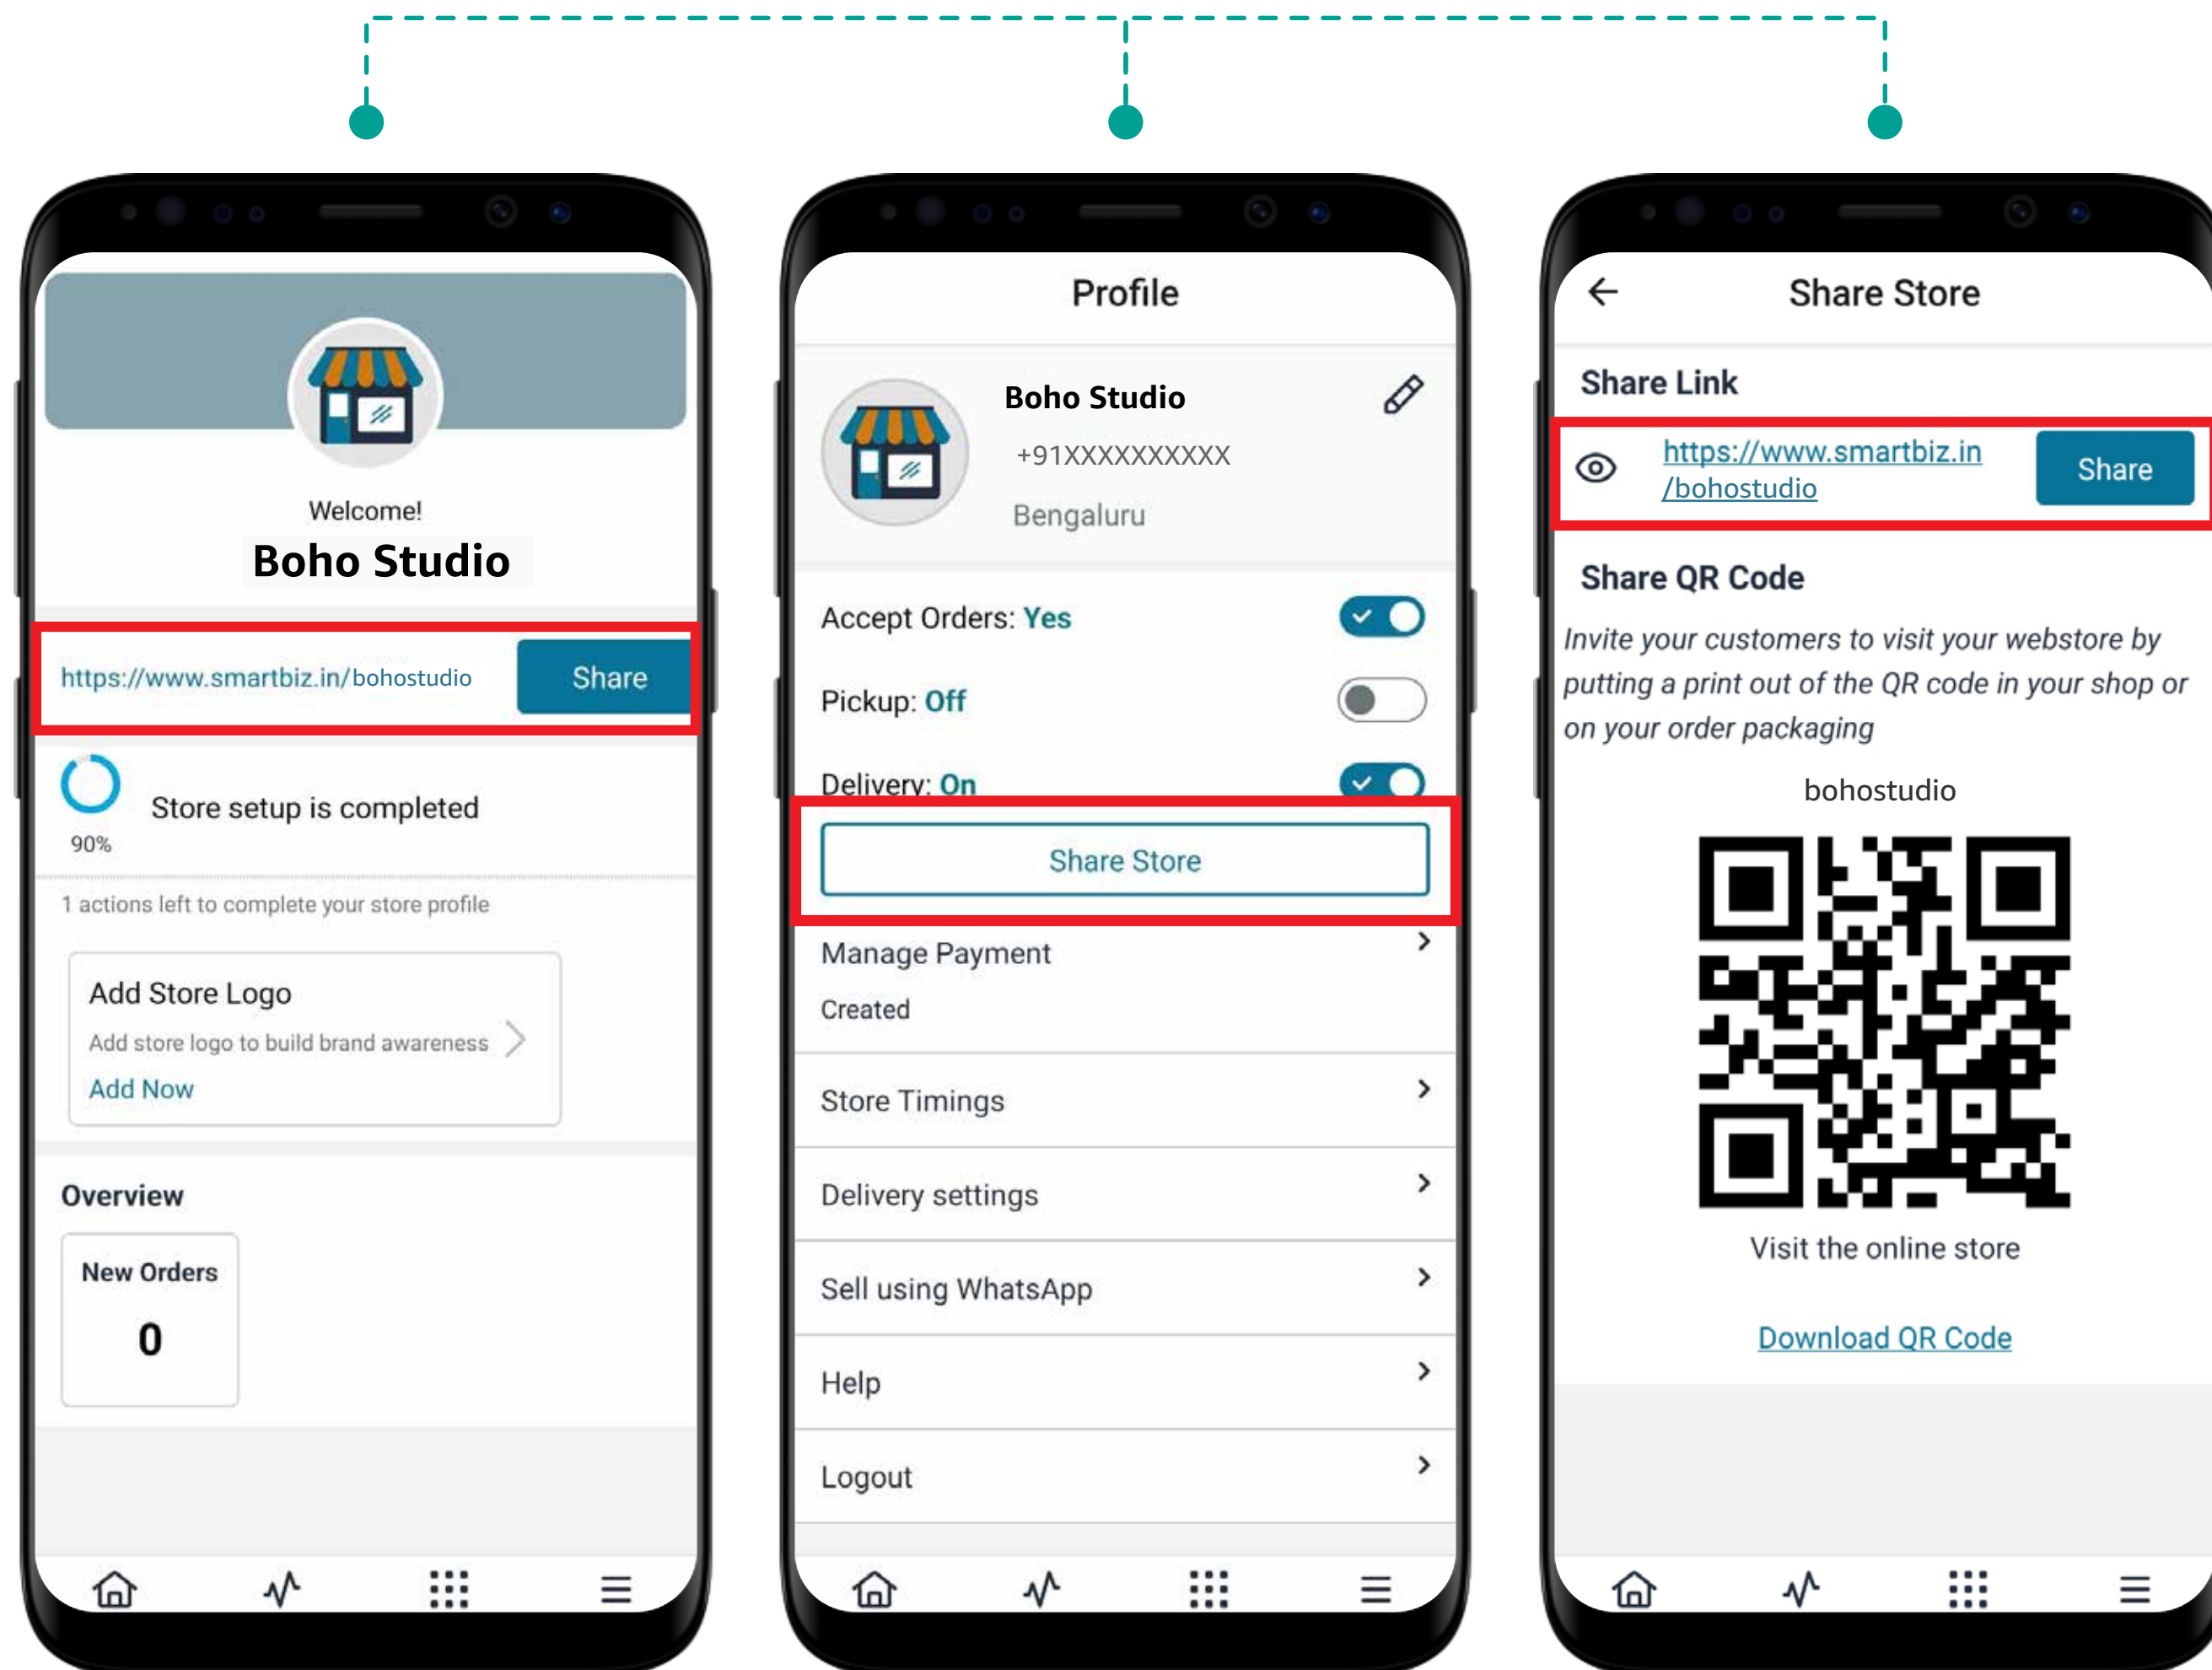 Welcome!
Boho Studio
https://www.smartbiz.in/bohostudio
Share
Store setup is completed
90%
1 actions left to complete your store profile
Add Store Logo
Add store logo to build brand awareness
Add Now
Overview
New Orders
0
Profile
Boho Studio
+91XXXXXXXXXX
Bengaluru
Accept Orders: Yes
Pickup: Off
Delivery: On
Share Store
Manage Payment
Created
Store Timings
Delivery settings
Sell using WhatsApp
Help
Logout
Share Store
Share Link
https://www.smartbiz.in
/bohostudio
Share
Share QR Code
Invite your customers to visit your webstore by
putting a print out of the QR code in your shop or
on your order packaging
bohostudio
Visit the online store
Download QR Code